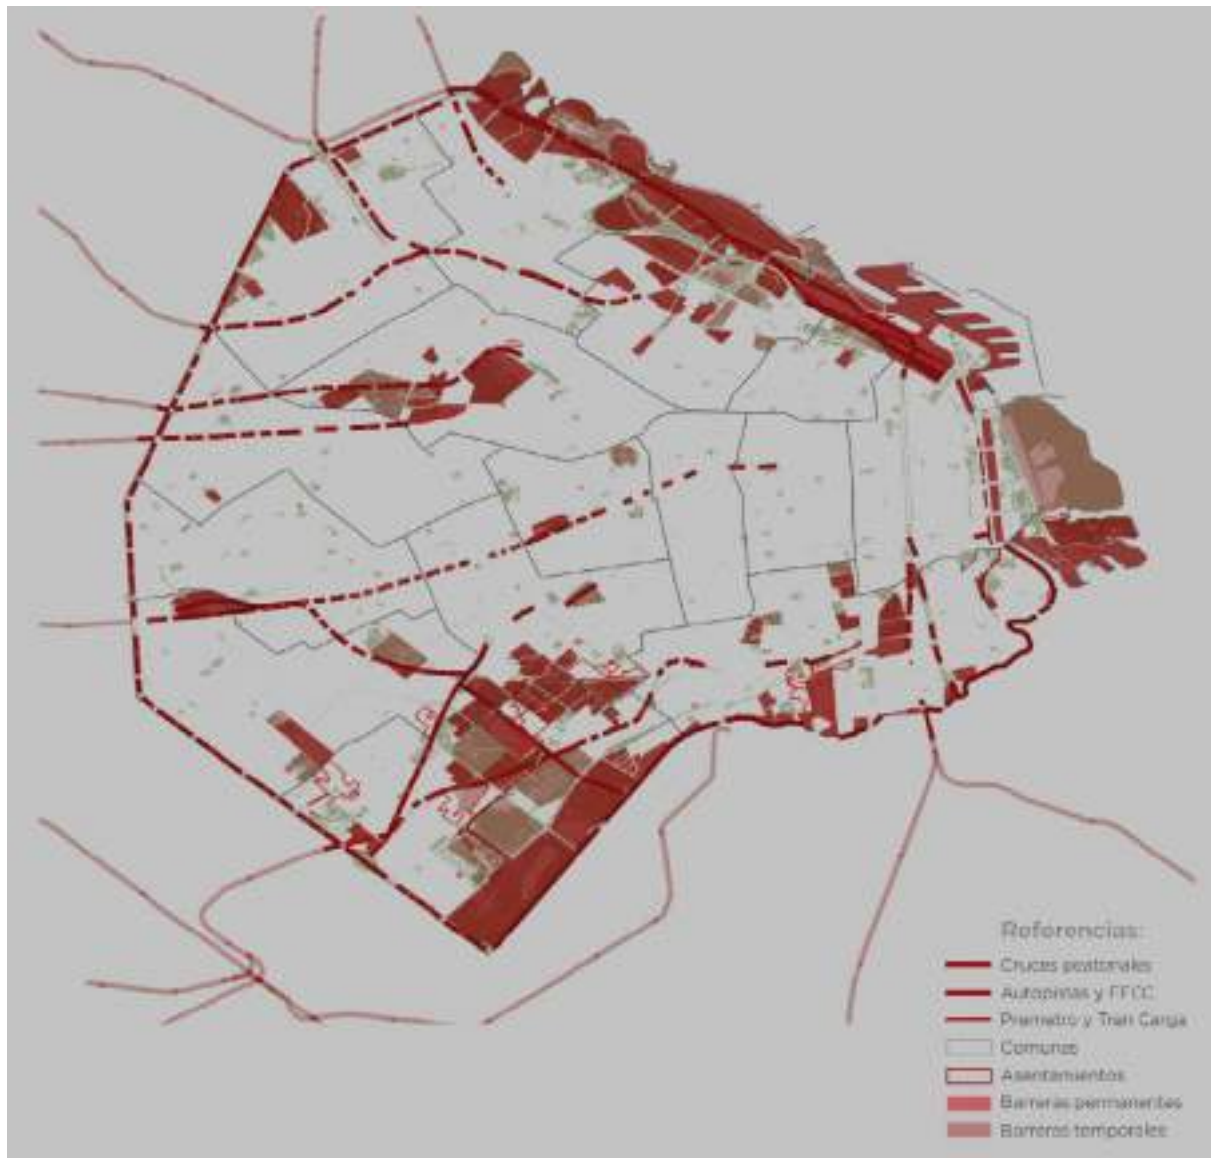 Referencias:
Cruces peatonales
Autopistas y FFCC
Premetro y Tren Carga
Comunas
Asentamientos
Barreras permanentes
Barreras temporales